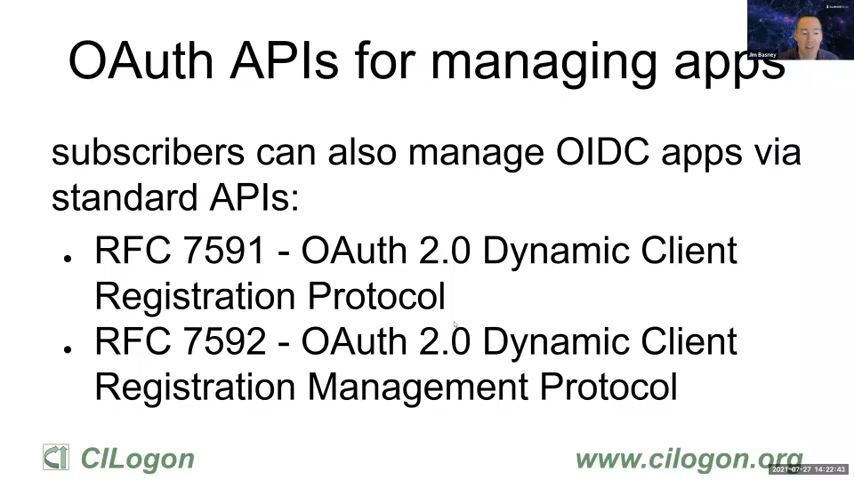 OAuth APIs for managing apps
Jim Basney
subscribers can also manage OIDC apps via
standard APIs:
• RFC 7591 - OAuth 2.0 Dynamic Client
Registration Protocol
• RFC 7592 - OAuth 2.0 Dynamic Client
Registration Management Protocol
CILogon
www.cilogon.org
2021-07-27 14:22:43